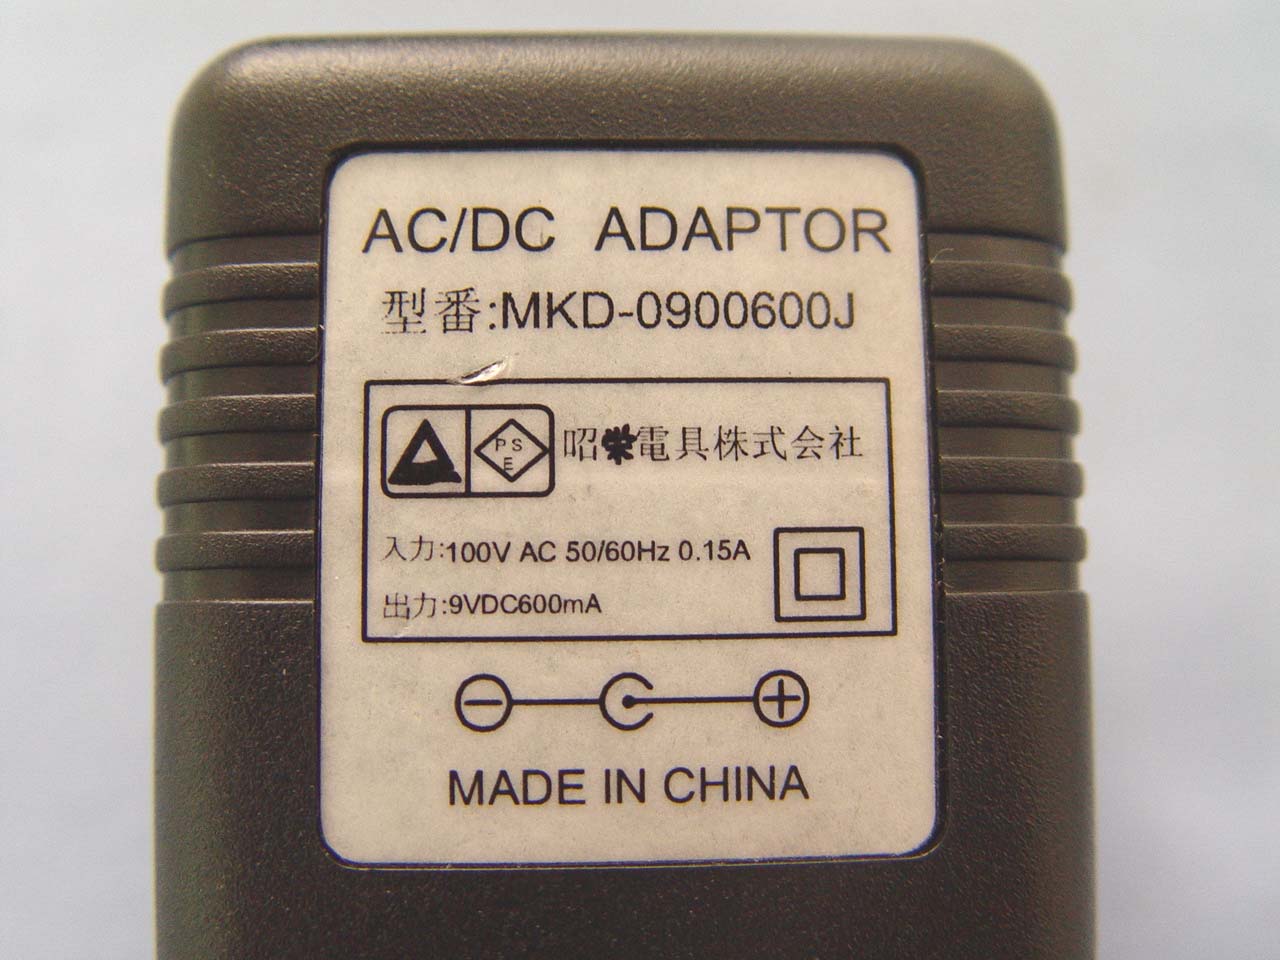 AC/DC ADAPTOR
型番:MKD-0900600J
PS
E
昭栄電具株式会社
入力:100V AC 50/60Hz 0.15A
出力:9VDC600mA
MADE IN CHINA